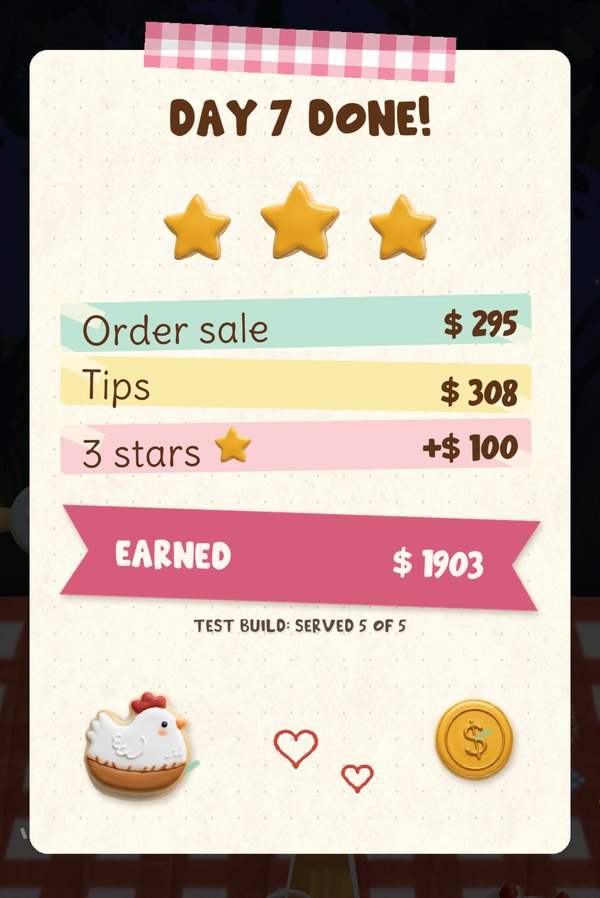 DAY 7 DONE!
Order sale $ 295
Tips $ 308
3 stars +$ 100
EARNED $ 1903
TEST BUILD: SERVED 5 OF 5
$